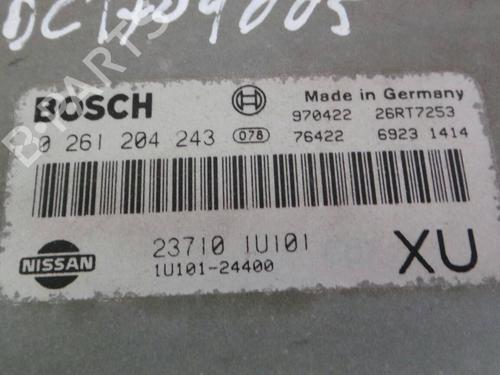 BOSCH
Made in Germany
970422 26RT7253
0 261 204 243 078 76422 6923 1414
NISSAN
23710 1U101
1U101-24400
XU